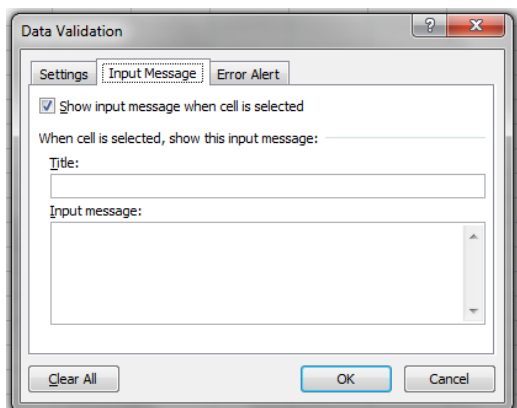 Data Validation
Settings Input Message Error Alert
Show input message when cell is selected
When cell is selected, show this input message:
Title:
Input message:
Clear All OK Cancel